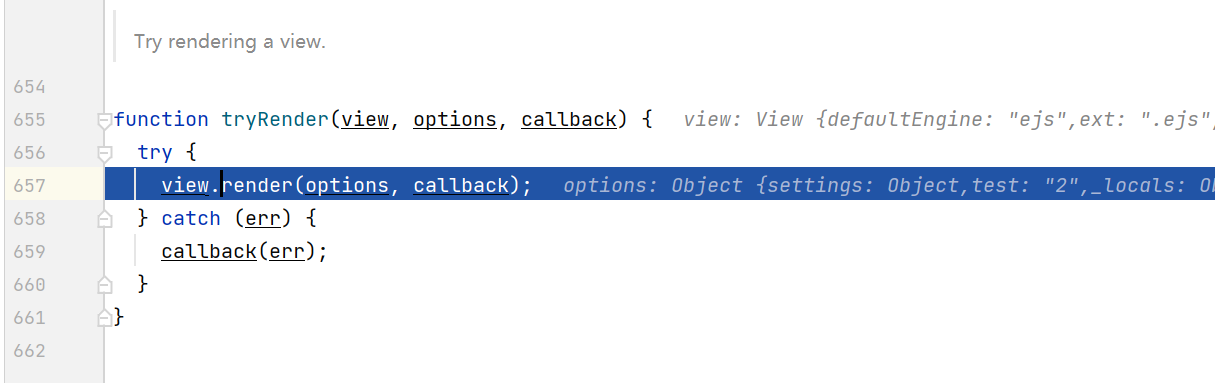 Try rendering a view.
654
655 function tryRender(view, options, callback) { view: View {defaultEngine: "ejs",ext: ".ejs",
656 try {
657 view.render(options, callback); options: Object {settings: Object,test: "2",_locals: Ob
658 } catch (err) {
659 callback(err);
660 }
661 }
662